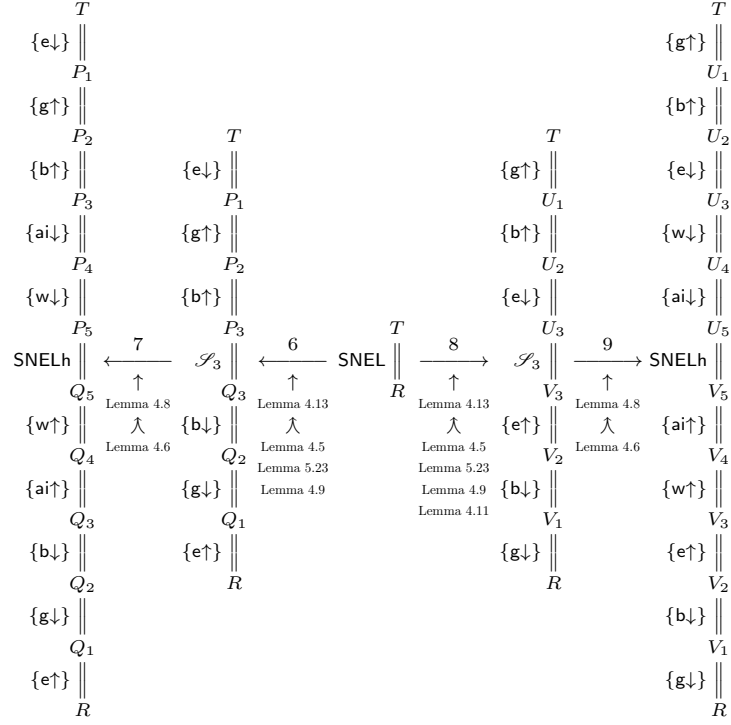 T
{e↓}
P₁
{g↑}
P₂
{b↑}
P₃
{ai↓}
P₄
{w↓}
P₅
SNELh
Q₅
{w↑}
Q₄
{ai↑}
Q₃
{b↓}
Q₂
{g↓}
Q₁
{e↑}
R
7
Lemma 4.8
Lemma 4.6
T
{e↓}
P₁
{g↑}
P₂
{b↑}
P₃
𝒮₃
Q₃
{b↓}
Q₂
{g↓}
Q₁
{e↑}
R
6
Lemma 4.13
Lemma 4.5
Lemma 5.23
Lemma 4.9
T
SNEL
R
8
Lemma 4.13
Lemma 4.5
Lemma 5.23
Lemma 4.9
Lemma 4.11
T
{g↑}
U₁
{b↑}
U₂
{e↓}
U₃
𝒮₃
V₃
{e↑}
V₂
{b↓}
V₁
{g↓}
R
9
Lemma 4.8
Lemma 4.6
T
{g↑}
U₁
{b↑}
U₂
{e↓}
U₃
{w↓}
U₄
{ai↓}
U₅
SNELh
V₅
{ai↑}
V₄
{w↑}
V₃
{e↑}
V₂
{b↓}
V₁
{g↓}
R